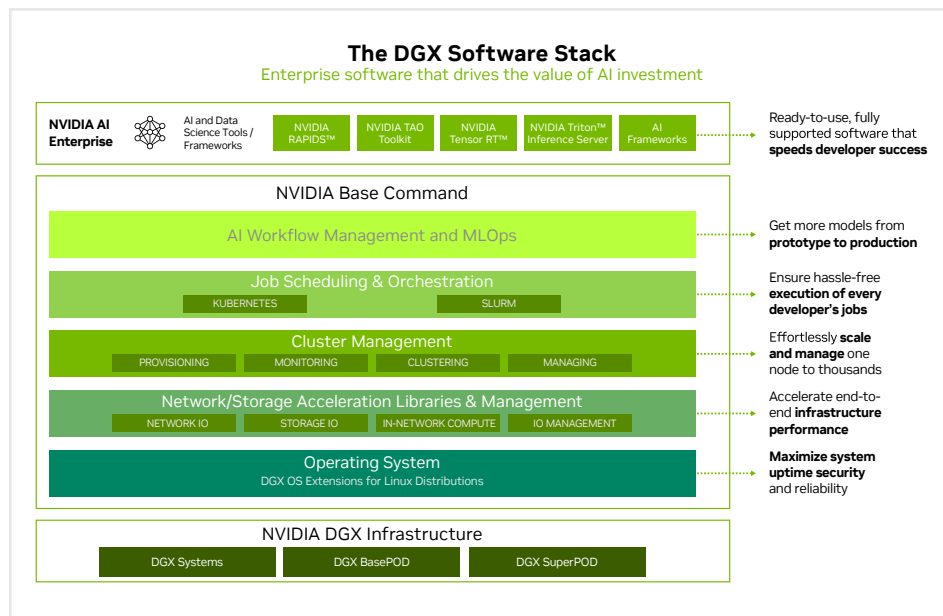 The DGX Software Stack
Enterprise software that drives the value of AI investment
NVIDIA AI
Enterprise
AI and Data
Science Tools /
Frameworks
NVIDIA
RAPIDS™
NVIDIA TAO
Toolkit
NVIDIA
Tensor RT™
NVIDIA Triton™
Inference Server
AI
Frameworks
Ready-to-use, fully
supported software that
speeds developer success
NVIDIA Base Command
AI Workflow Management and MLOps
Get more models from
prototype to production
Job Scheduling & Orchestration
KUBERNETES
SLURM
Ensure hassle-free
execution of every
developer's jobs
Cluster Management
PROVISIONING
MONITORING
CLUSTERING
MANAGING
Effortlessly scale
and manage one
node to thousands
Network/Storage Acceleration Libraries & Management
NETWORK IO
STORAGE IO
IN-NETWORK COMPUTE
IO MANAGEMENT
Accelerate end-to-
end infrastructure
performance
Operating System
DGX OS Extensions for Linux Distributions
Maximize system
uptime security
and reliability
NVIDIA DGX Infrastructure
DGX Systems
DGX BasePOD
DGX SuperPOD